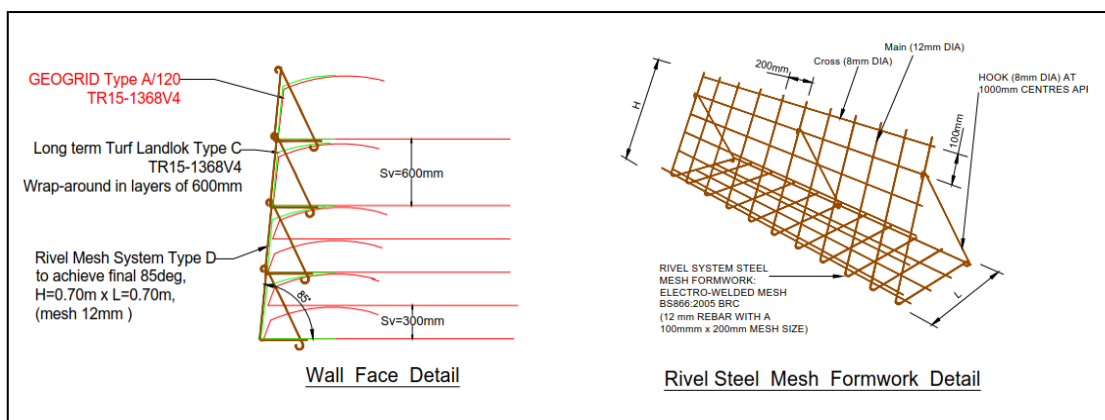 GEOGRID Type A/120
TR15-1368V4
Long term Turf Landlok Type C
TR15-1368V4
Wrap-around in layers of 600mm
Rivel Mesh System Type D
to achieve final 85deg,
H=0.70m x L=0.70m,
(mesh 12mm )
Sv=600mm
85°
Sv=300mm
Wall Face Detail
Main (12mm DIA)
Cross (8mm DIA)
200mm
HOOK (8mm DIA) AT
1000mm CENTRES
H
100mm
RIVEL SYSTEM STEEL
MESH FORMWORK:
ELECTRO-WELDED MESH
BS866:2005 BRC
(12 mm REBAR WITH A
100mmm x 200mm MESH SIZE)
L
Rivel Steel Mesh Formwork Detail